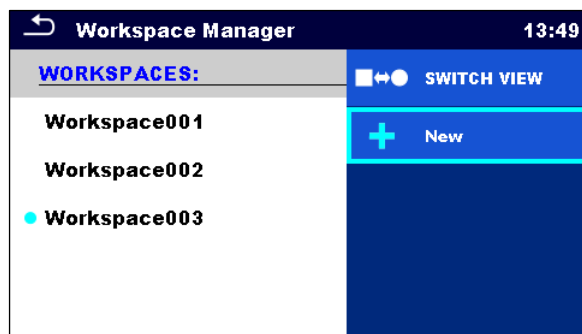 Workspace Manager 13:49
WORKSPACES:
SWITCH VIEW
Workspace001
New
Workspace002
Workspace003